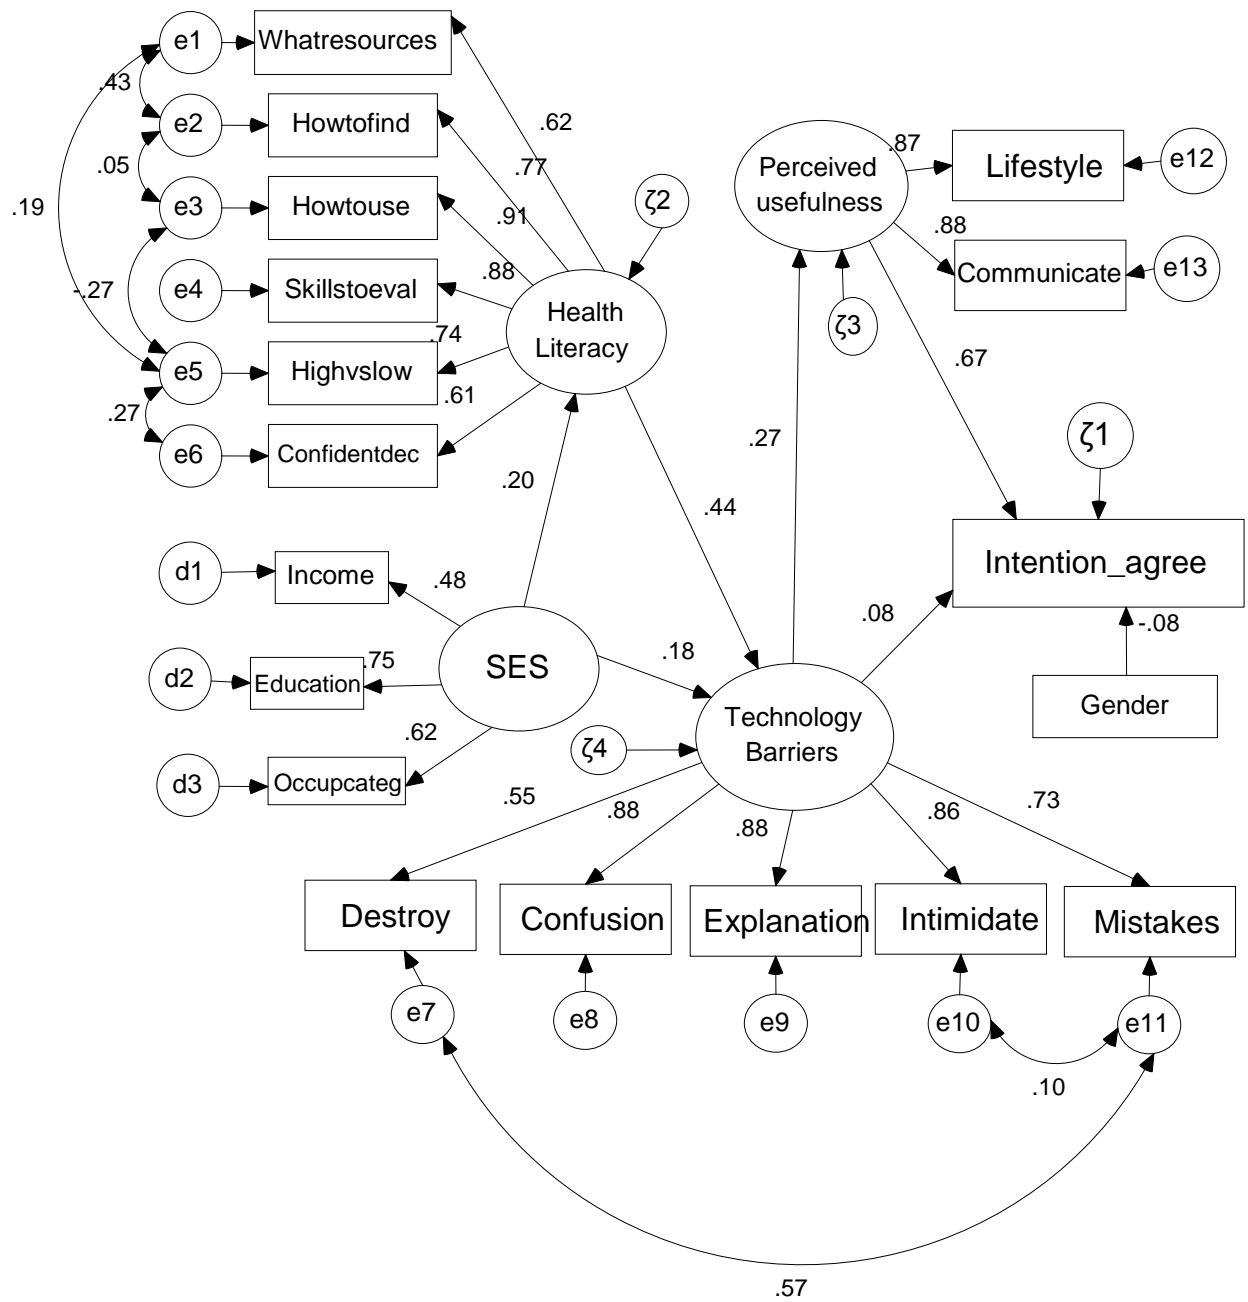 e1
Whatresources
.43
.62
e2
Howtofind
Perceived
usefulness
.87
Lifestyle
e12
.05
.77
.19
e3
Howtouse
.91
ζ2
.88
Communicate
e13
-.27
e4
Skillstoeval
.88
Health
Literacy
ζ3
.74
.67
e5
Highvslow
.27
.61
ζ1
e6
Confidentdec
.27
.20
.44
Intention_agree
d1
Income
.48
.08
-.08
d2
Education
.75
SES
.18
Gender
Technology
Barriers
ζ4
.62
d3
Occupcateg
.55
.88
.88
.86
.73
Destroy
Confusion
Explanation
Intimidate
Mistakes
e7
e8
e9
e10
e11
.10
.57